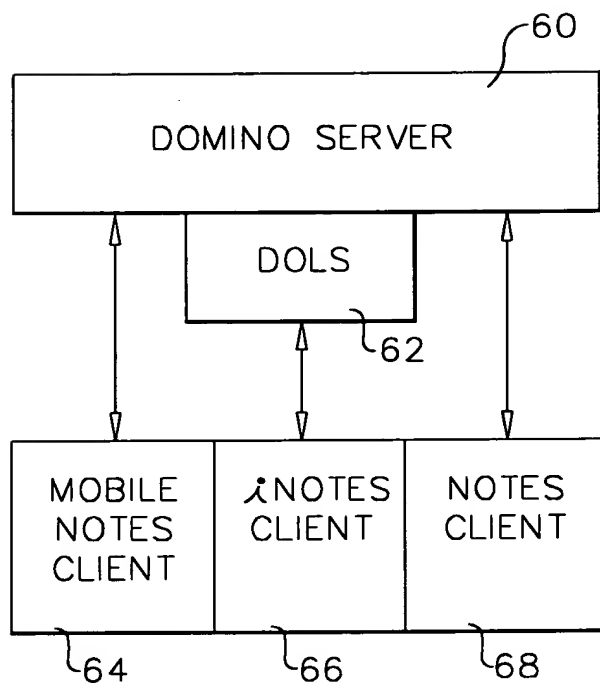 60
DOMINO SERVER
DOLS
62
MOBILE
NOTES
CLIENT
iNOTES
CLIENT
NOTES
CLIENT
64
66
68